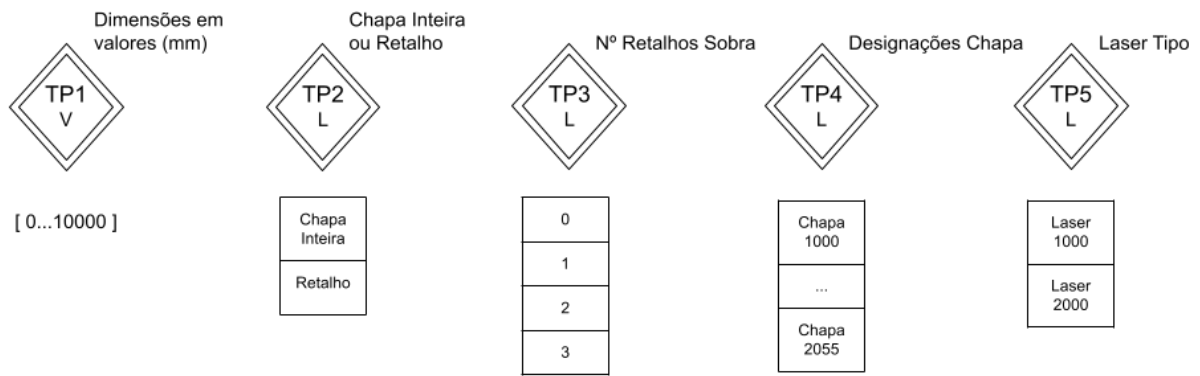 Dimensões em
valores (mm)
TP1
V
[ 0...10000 ]
Chapa Inteira
ou Retalho
TP2
L
Chapa
Inteira
Retalho
Nº Retalhos Sobra
TP3
L
0
1
2
3
Designações Chapa
TP4
L
Chapa
1000
...
Chapa
2055
Laser Tipo
TP5
L
Laser
1000
Laser
2000